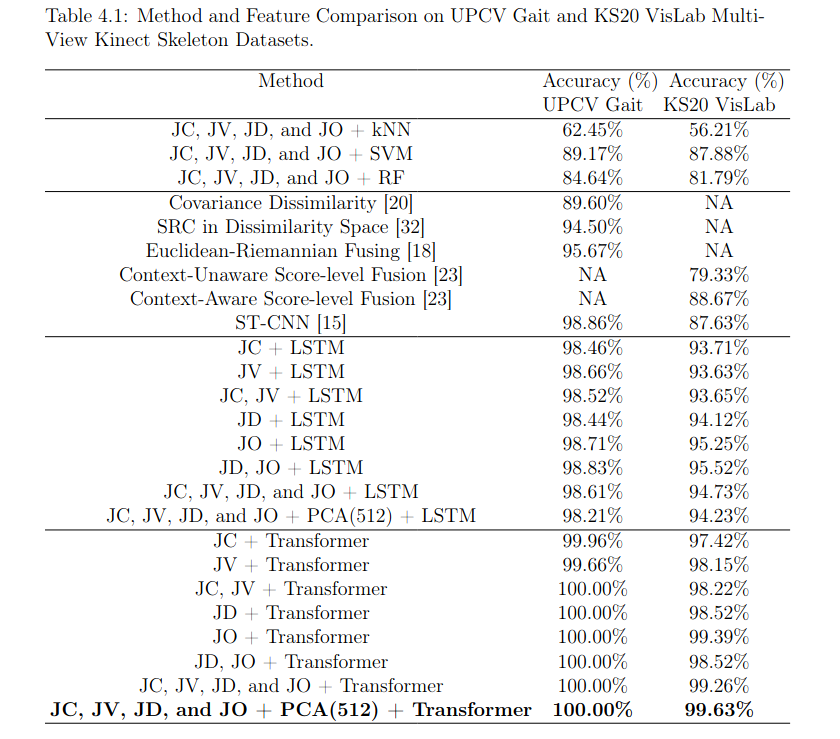 Table 4.1: Method and Feature Comparison on UPCV Gait and KS20 VisLab Multi-
View Kinect Skeleton Datasets.
Method Accuracy (%) Accuracy (%)
UPCV Gait KS20 VisLab
JC, JV, JD, and JO + kNN 62.45% 56.21%
JC, JV, JD, and JO + SVM 89.17% 87.88%
JC, JV, JD, and JO + RF 84.64% 81.79%
Covariance Dissimilarity [20] 89.60% NA
SRC in Dissimilarity Space [32] 94.50% NA
Euclidean-Riemannian Fusing [18] 95.67% NA
Context-Unaware Score-level Fusion [23] NA 79.33%
Context-Aware Score-level Fusion [23] NA 88.67%
ST-CNN [15] 98.86% 87.63%
JC + LSTM 98.46% 93.71%
JV + LSTM 98.66% 93.63%
JC, JV + LSTM 98.52% 93.65%
JD + LSTM 98.44% 94.12%
JO + LSTM 98.71% 95.25%
JD, JO + LSTM 98.83% 95.52%
JC, JV, JD, and JO + LSTM 98.61% 94.73%
JC, JV, JD, and JO + PCA(512) + LSTM 98.21% 94.23%
JC + Transformer 99.96% 97.42%
JV + Transformer 99.66% 98.15%
JC, JV + Transformer 100.00% 98.22%
JD + Transformer 100.00% 98.52%
JO + Transformer 100.00% 99.39%
JD, JO + Transformer 100.00% 98.52%
JC, JV, JD, and JO + Transformer 100.00% 99.26%
JC, JV, JD, and JO + PCA(512) + Transformer 100.00% 99.63%